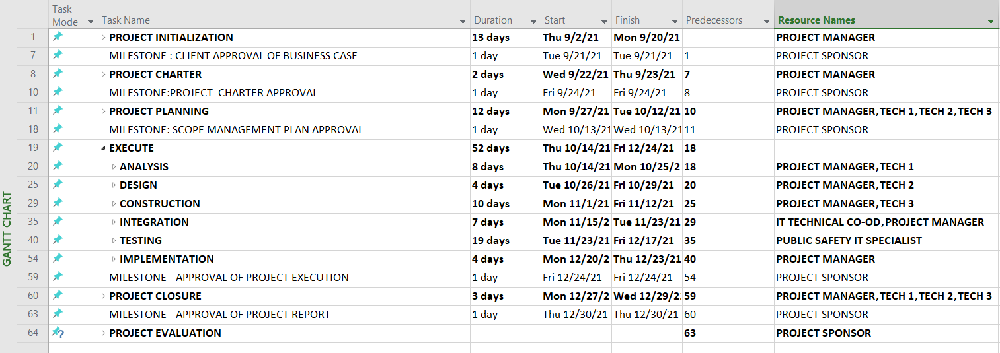 Task Mode Task Name Duration Start Finish Predecessors Resource Names
1 PROJECT INITIALIZATION 13 days Thu 9/2/21 Mon 9/20/21 PROJECT MANAGER
7 MILESTONE : CLIENT APPROVAL OF BUSINESS CASE 1 day Tue 9/21/21 Tue 9/21/21 1 PROJECT SPONSOR
8 PROJECT CHARTER 2 days Wed 9/22/21 Thu 9/23/21 7 PROJECT MANAGER
10 MILESTONE:PROJECT  CHARTER APPROVAL 1 day Fri 9/24/21 Fri 9/24/21 8 PROJECT SPONSOR
11 PROJECT PLANNING 12 days Mon 9/27/21 Tue 10/12/21 10 PROJECT MANAGER,TECH 1,TECH 2,TECH 3
18 MILESTONE: SCOPE MANAGEMENT PLAN APPROVAL 1 day Wed 10/13/21 Wed 10/13/21 11 PROJECT SPONSOR
19 EXECUTE 52 days Thu 10/14/21 Fri 12/24/21 18
20 ANALYSIS 8 days Thu 10/14/21 Mon 10/25/2 18 PROJECT MANAGER,TECH 1
25 DESIGN 4 days Tue 10/26/21 Fri 10/29/21 20 PROJECT MANAGER,TECH 2
29 CONSTRUCTION 10 days Mon 11/1/21 Fri 11/12/21 25 PROJECT MANAGER,TECH 3
35 INTEGRATION 7 days Mon 11/15/2 Tue 11/23/21 29 IT TECHNICAL CO-OD,PROJECT MANAGER
40 TESTING 19 days Tue 11/23/21 Fri 12/17/21 35 PUBLIC SAFETY IT SPECIALIST
54 IMPLEMENTATION 4 days Mon 12/20/2 Thu 12/23/21 40 PROJECT MANAGER
59 MILESTONE - APPROVAL OF PROJECT EXECUTION 1 day Fri 12/24/21 Fri 12/24/21 54 PROJECT SPONSOR
60 PROJECT CLOSURE 3 days Mon 12/27/2 Wed 12/29/2 59 PROJECT MANAGER,TECH 1,TECH 2,TECH 3
63 MILESTONE - APPROVAL OF PROJECT REPORT 1 day Thu 12/30/21 Thu 12/30/21 60 PROJECT SPONSOR
64 ? PROJECT EVALUATION 63 PROJECT SPONSOR
GANTT CHART